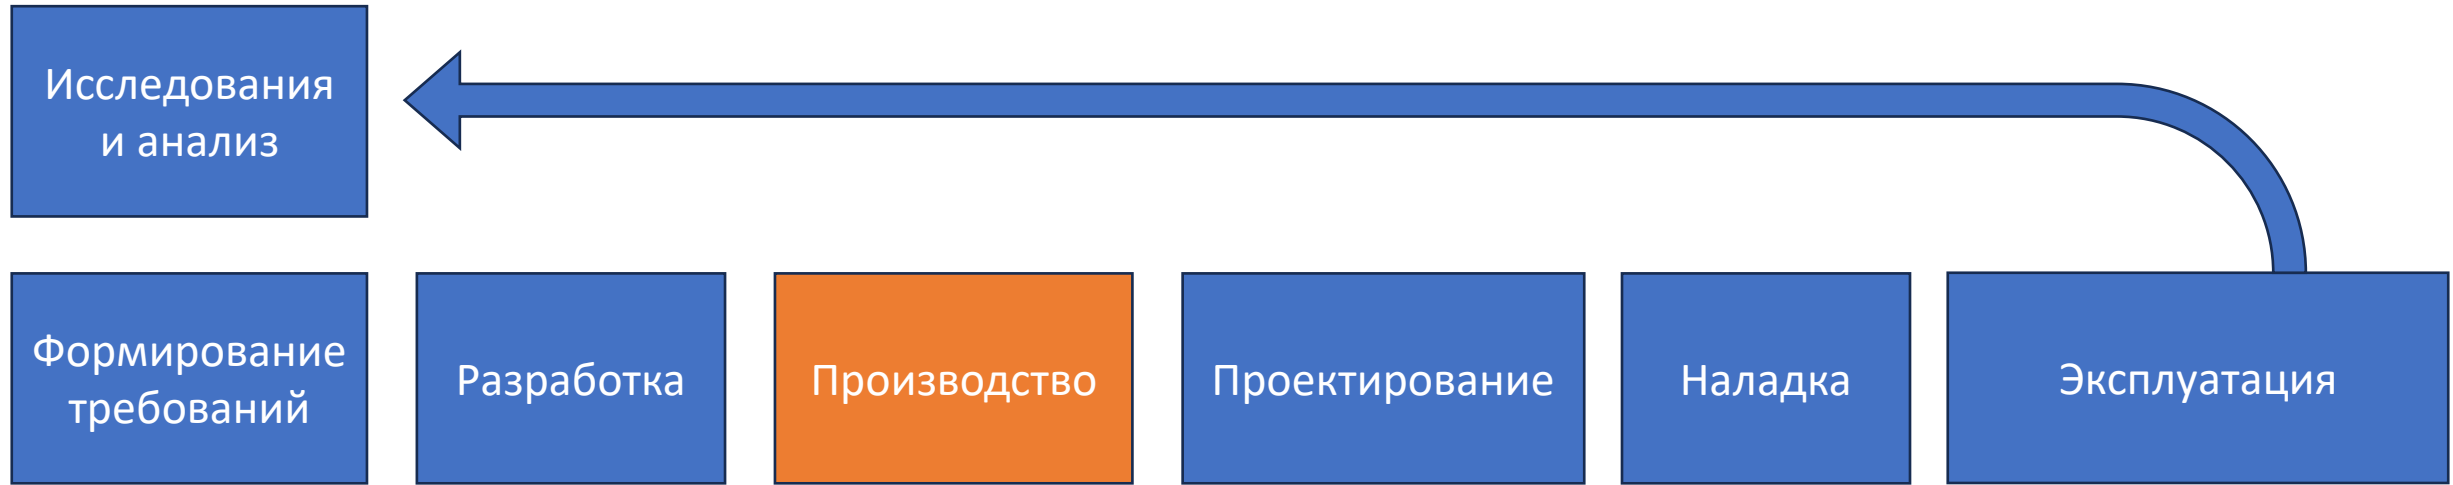 Исследования
и анализ
Формирование
требований
Разработка
Производство
Проектирование
Наладка
Эксплуатация